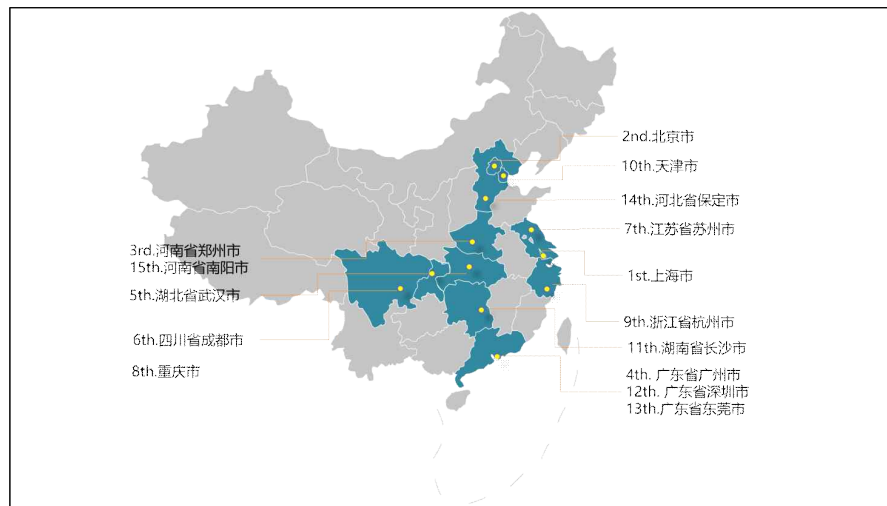 2nd.北京市
10th.天津市
14th.河北省保定市
7th.江苏省苏州市
3rd.河南省郑州市
15th.河南省南阳市
1st.上海市
5th.湖北省武汉市
9th.浙江省杭州市
6th.四川省成都市
11th.湖南省长沙市
8th.重庆市
4th. 广东省广州市
12th. 广东省深圳市
13th.广东省东莞市